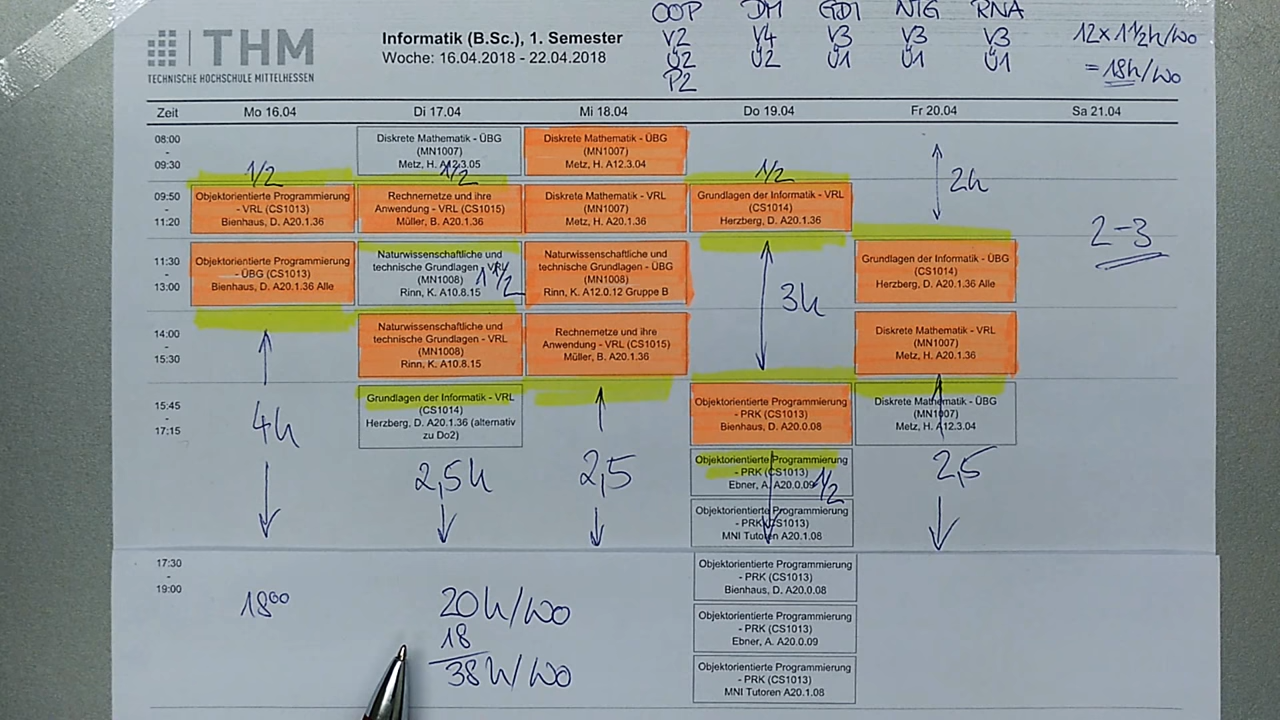 OOP DM GDI NTG RNA
V2 V4 V3 V3 V3
Ü2 Ü2 Ü1 Ü1 Ü1
P2
12x1 1/2h/Wo
= 18h/Wo
THM
TECHNISCHE HOCHSCHULE MITTELHESSEN
Informatik (B.Sc.), 1. Semester
Woche: 16.04.2018 - 22.04.2018
Zeit Mo 16.04 Di 17.04 Mi 18.04 Do 19.04 Fr 20.04 Sa 21.04
08:00
-
09:30
Diskrete Mathematik - ÜBG
(MN1007)
Metz, H. A12.3.05
Diskrete Mathematik - ÜBG
(MN1007)
Metz, H. A12.3.04
2h
1/2
1/2
1/2
09:50
-
11:20
Objektorientierte Programmierung
- VRL (CS1013)
Bienhaus, D. A20.1.36
Rechnernetze und ihre
Anwendung - VRL (CS1015)
Müller, B. A20.1.36
Diskrete Mathematik - VRL
(MN1007)
Metz, H. A20.1.36
Grundlagen der Informatik - VRL
(CS1014)
Herzberg, D. A20.1.36
2-3
11:30
-
13:00
Objektorientierte Programmierung
- ÜBG (CS1013)
Bienhaus, D. A20.1.36 Alle
Naturwissenschaftliche und
technische Grundlagen - VRL
(MN1008)
Rinn, K. A10.8.15
1 1/2
Naturwissenschaftliche und
technische Grundlagen - ÜBG
(MN1008)
Rinn, K. A12.0.12 Gruppe B
3h
Grundlagen der Informatik - ÜBG
(CS1014)
Herzberg, D. A20.1.36 Alle
14:00
-
15:30
Naturwissenschaftliche und
technische Grundlagen - VRL
(MN1008)
Rinn, K. A10.8.15
Rechnernetze und ihre
Anwendung - VRL (CS1015)
Müller, B. A20.1.36
Diskrete Mathematik - VRL
(MN1007)
Metz, H. A20.1.36
15:45
-
17:15
4h
Grundlagen der Informatik - VRL
(CS1014)
Herzberg, D. A20.1.36 (alternativ
zu Do2)
2,5h
2,5
Objektorientierte Programmierung
- PRK (CS1013)
Bienhaus, D. A20.0.08
Objektorientierte Programmierung
- PRK (CS1013)
Ebner, A. A20.0.09
1/2
Objektorientierte Programmierung
- PRK (CS1013)
MNI Tutoren A20.1.08
Diskrete Mathematik - ÜBG
(MN1007)
Metz, H. A12.3.04
2,5
17:30
-
19:00
18⁰⁰
20h/Wo
18
38h/Wo
Objektorientierte Programmierung
- PRK (CS1013)
Bienhaus, D. A20.0.08
Objektorientierte Programmierung
- PRK (CS1013)
Ebner, A. A20.0.09
Objektorientierte Programmierung
- PRK (CS1013)
MNI Tutoren A20.1.08